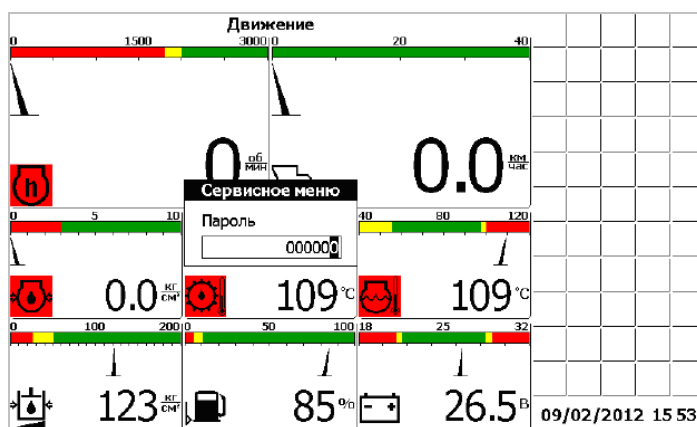 Движение
0 1500 3000 0 20 40
0 об мин 0.0 км час
h
Сервисное меню
0 5 10 40 80 120
Пароль
000000
0.0 кг см² 109 °C 109 °C
0 100 200 0 50 100 18 25 32
123 кг см² 85 % 26.5 В
09/02/2012 15 53